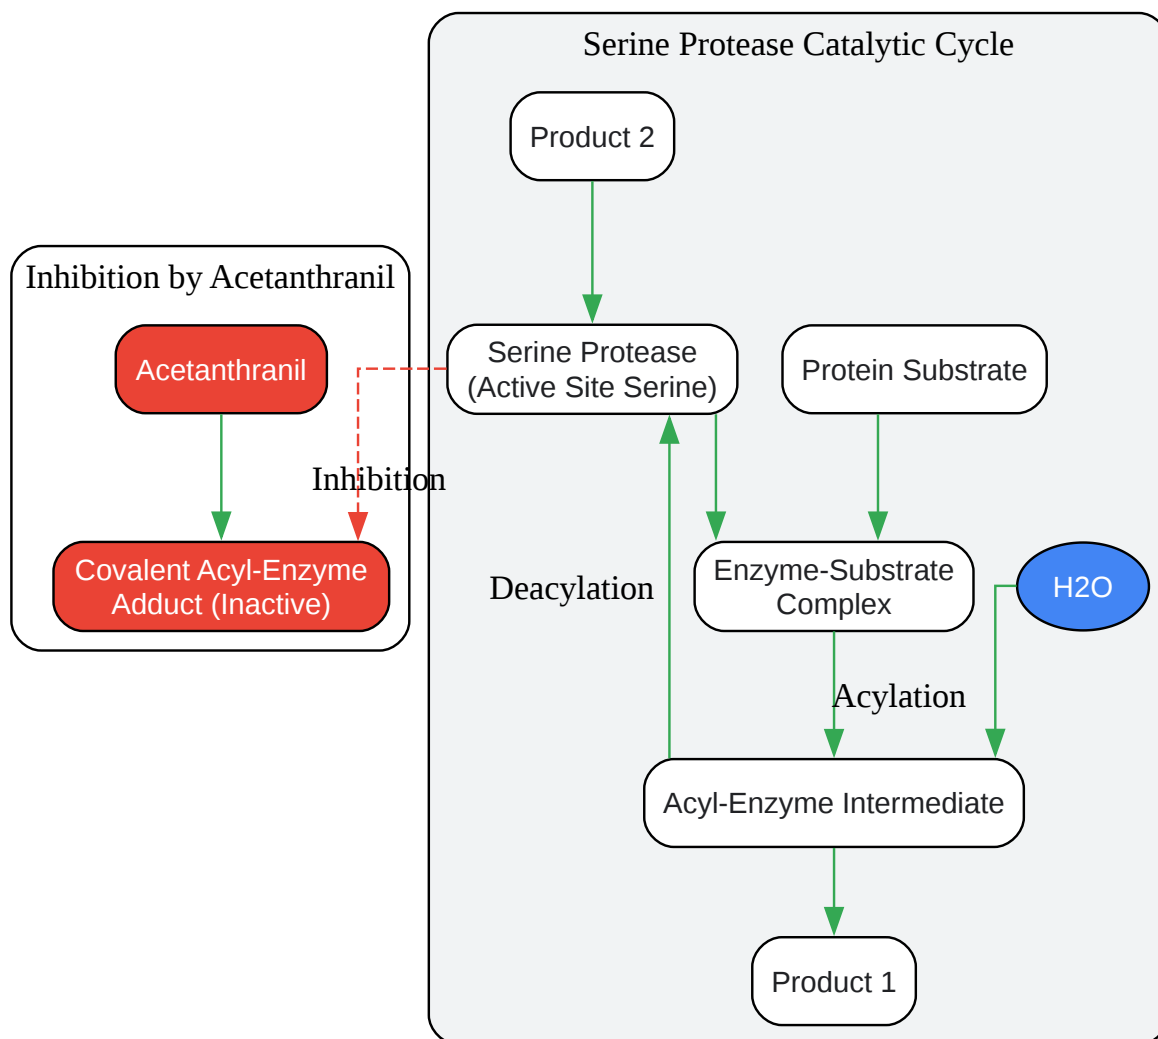 Serine Protease Catalytic Cycle
Product 2
Inhibition by Acetanthranil
Acetanthranil
Serine Protease
(Active Site Serine)
Protein Substrate
Inhibition
Covalent Acyl-Enzyme
Adduct (Inactive)
Deacylation
Enzyme-Substrate
Complex
H2O
Acylation
Acyl-Enzyme Intermediate
Product 1